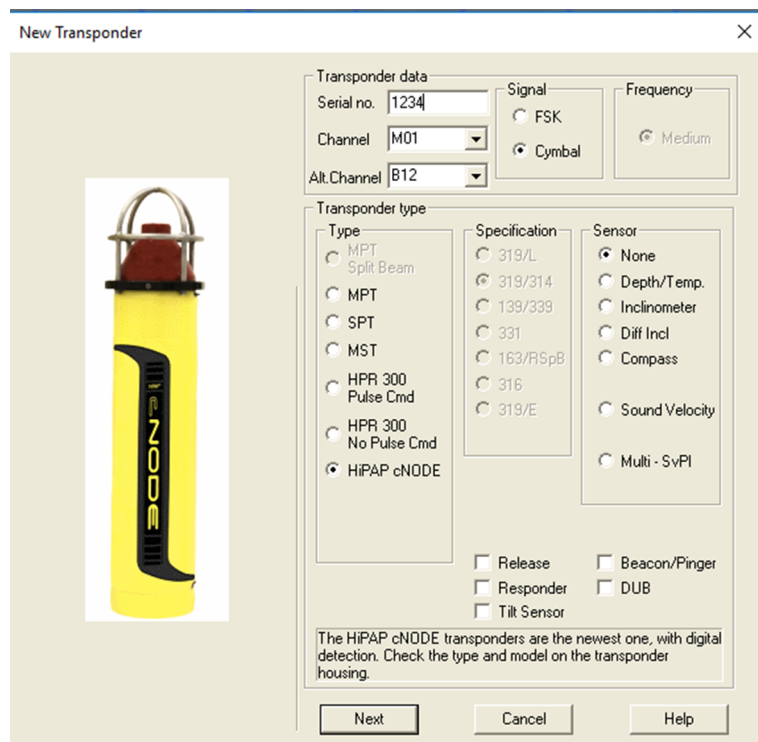 New Transponder
Transponder data
Serial no. 1234
Channel M01
Alt.Channel B12
Signal
FSK
Cymbal
Frequency
Medium
Transponder type
Type
MPT
Split Beam
MPT
SPT
MST
HPR 300
Pulse Cmd
HPR 300
No Pulse Cmd
HiPAP cNODE
Specification
319/L
319/314
139/339
331
163/RSpB
316
319/E
Sensor
None
Depth/Temp.
Inclinometer
Diff Incl
Compass
Sound Velocity
Multi - SvPI
Release
Responder
Tilt Sensor
Beacon/Pinger
DUB
cNODE
The HiPAP cNODE transponders are the newest one, with digital
detection. Check the type and model on the transponder
housing.
Next
Cancel
Help